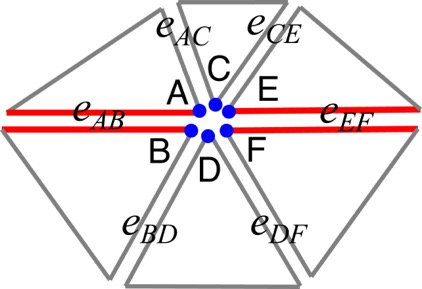 e_AC e_CE
C
A E
e_AB e_EF
B F
D
e_BD e_DF